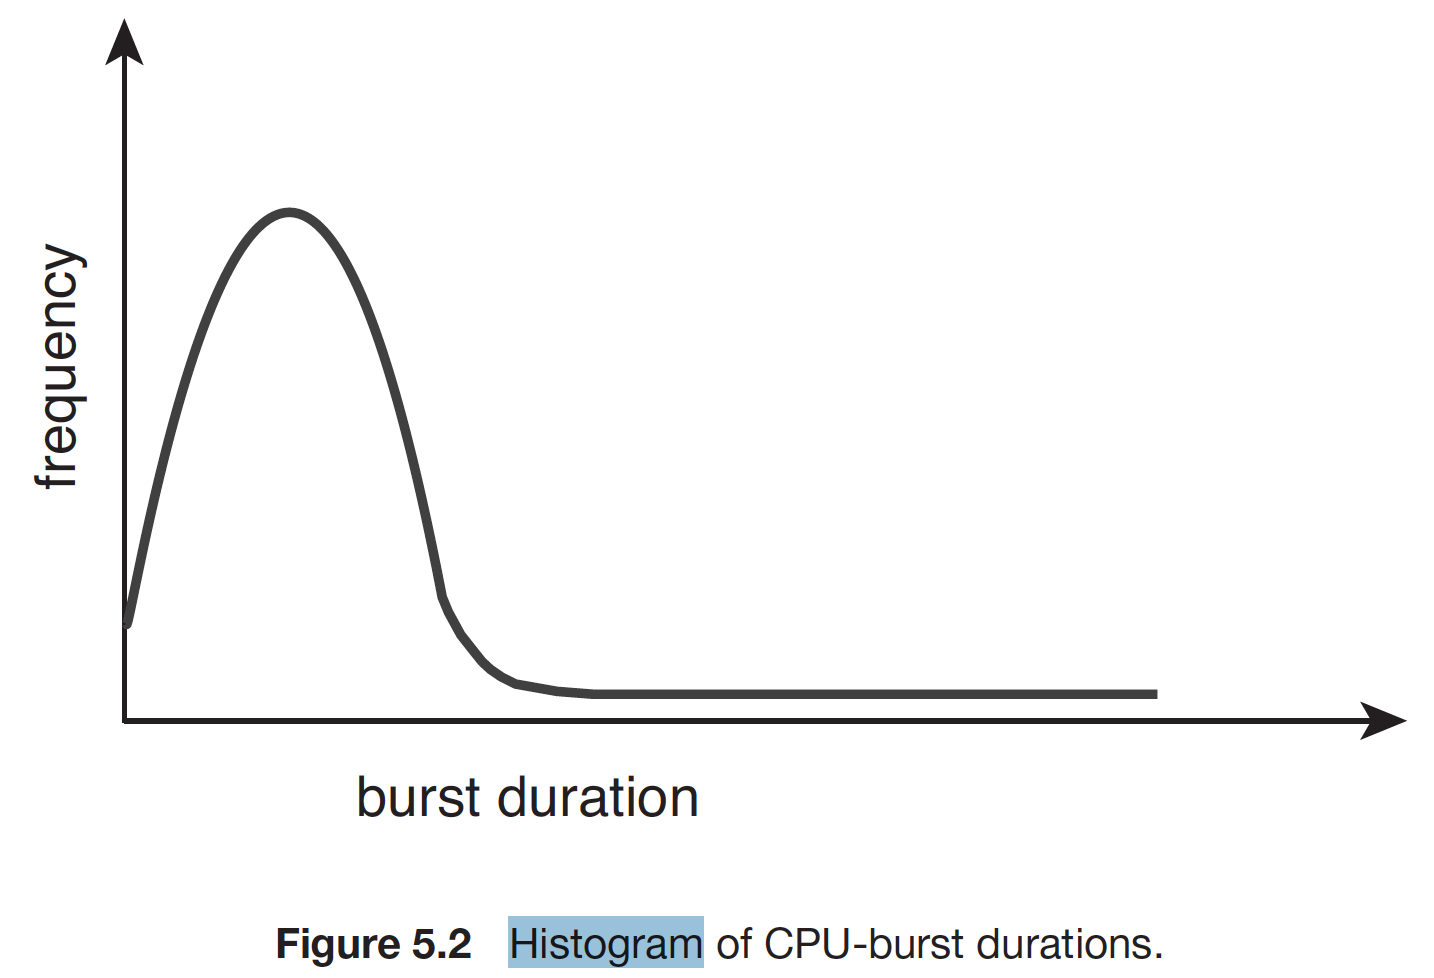 frequency
burst duration
Figure 5.2 Histogram of CPU-burst durations.